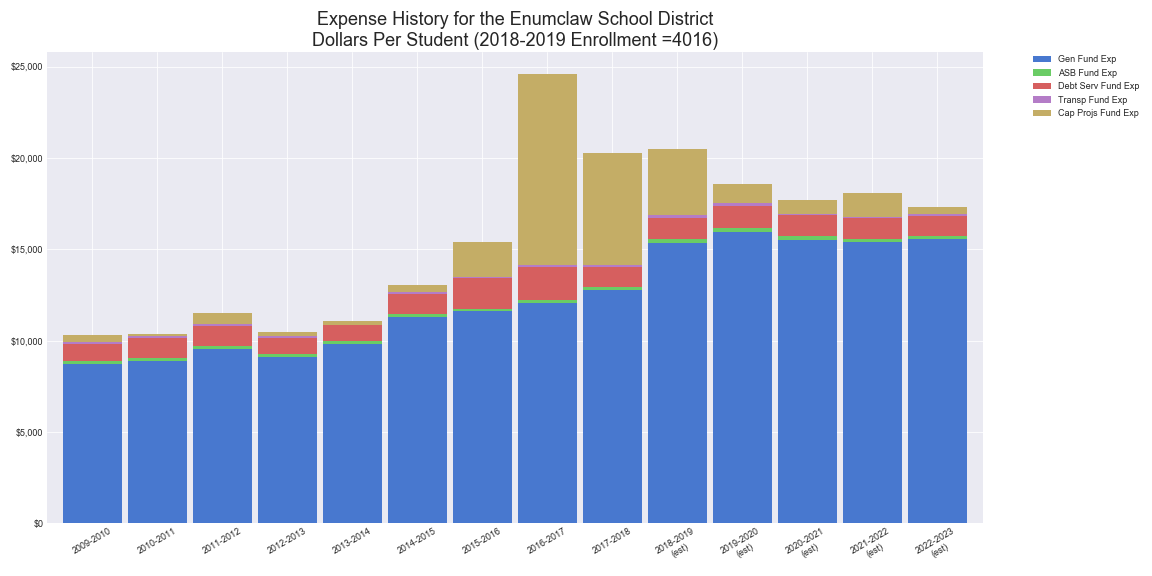 Expense History for the Enumclaw School District
Dollars Per Student (2018-2019 Enrollment =4016)
$25,000
$20,000
$15,000
$10,000
$5,000
$0
Gen Fund Exp
ASB Fund Exp
Debt Serv Fund Exp
Transp Fund Exp
Cap Projs Fund Exp
2009-2010
2010-2011
2011-2012
2012-2013
2013-2014
2014-2015
2015-2016
2016-2017
2017-2018
2018-2019
(est)
2019-2020
(est)
2020-2021
(est)
2021-2022
(est)
2022-2023
(est)